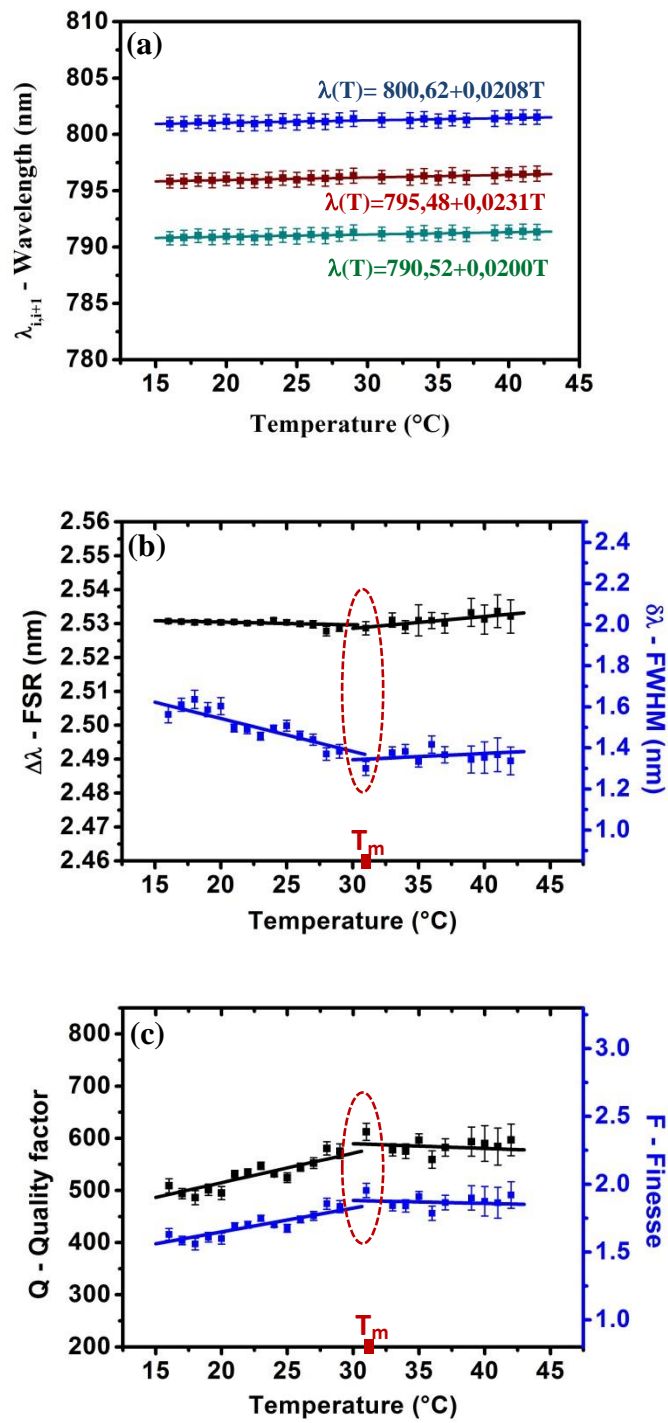 (a)
λ(T)= 800,62+0,0208T
λ(T)=795,48+0,0231T
λ(T)=790,52+0,0200T
810
805
800
795
790
785
780
λi,i+1 - Wavelength (nm)
15 20 25 30 35 40 45
Temperature (°C)
(b)
2.56
2.55
2.54
2.53
2.51
2.50
2.49
2.48
2.47
2.46
Δλ - FSR (nm)
2.4
2.2
2.0
1.8
1.6
1.4
1.2
1.0
δλ - FWHM (nm)
Tm
15 20 25 30 35 40 45
Temperature (°C)
(c)
800
700
600
500
400
300
200
Q - Quality factor
3.0
2.5
2.0
1.5
1.0
F - Finesse
Tm
15 20 25 30 35 40 45
Temperature (°C)